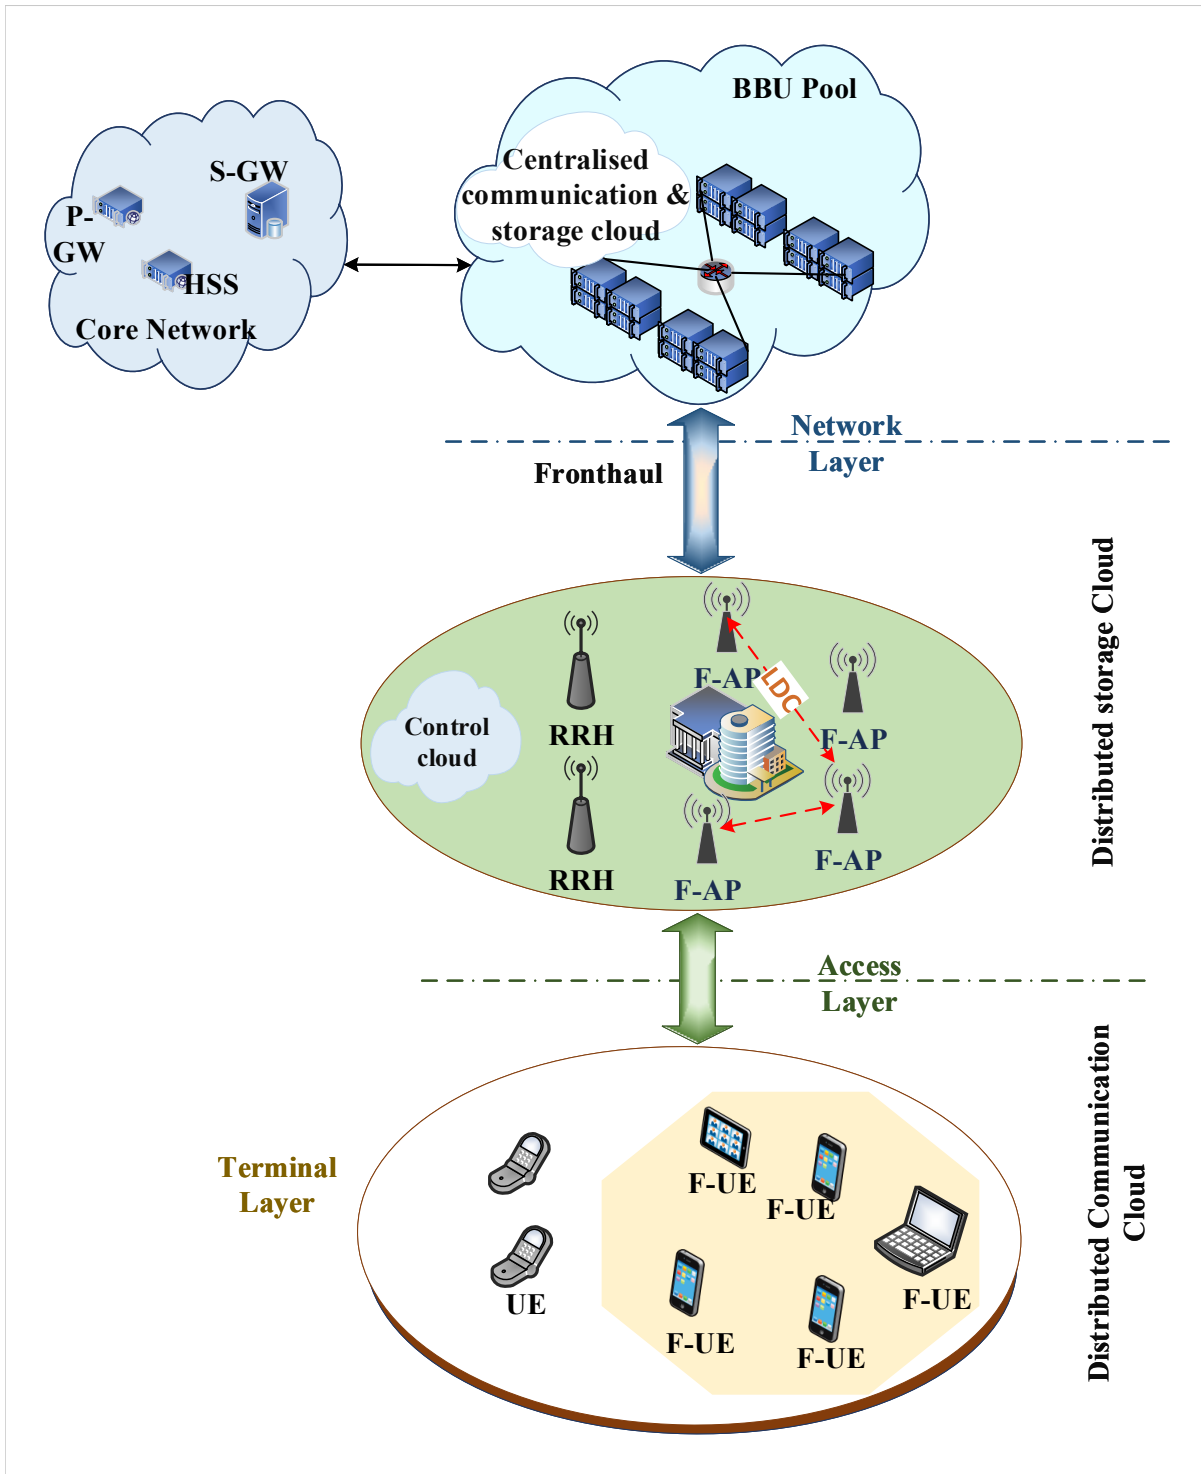 BBU Pool
Centralised
communication &
storage cloud
S-GW
P-
GW
HSS
Core Network
Network
Layer
Fronthaul
Distributed storage Cloud
F-AP
LDC
F-AP
RRH
Control
cloud
F-AP
RRH
F-AP
Access
Layer
Distributed Communication
Cloud
Terminal
Layer
F-UE
F-UE
UE
F-UE
F-UE
F-UE